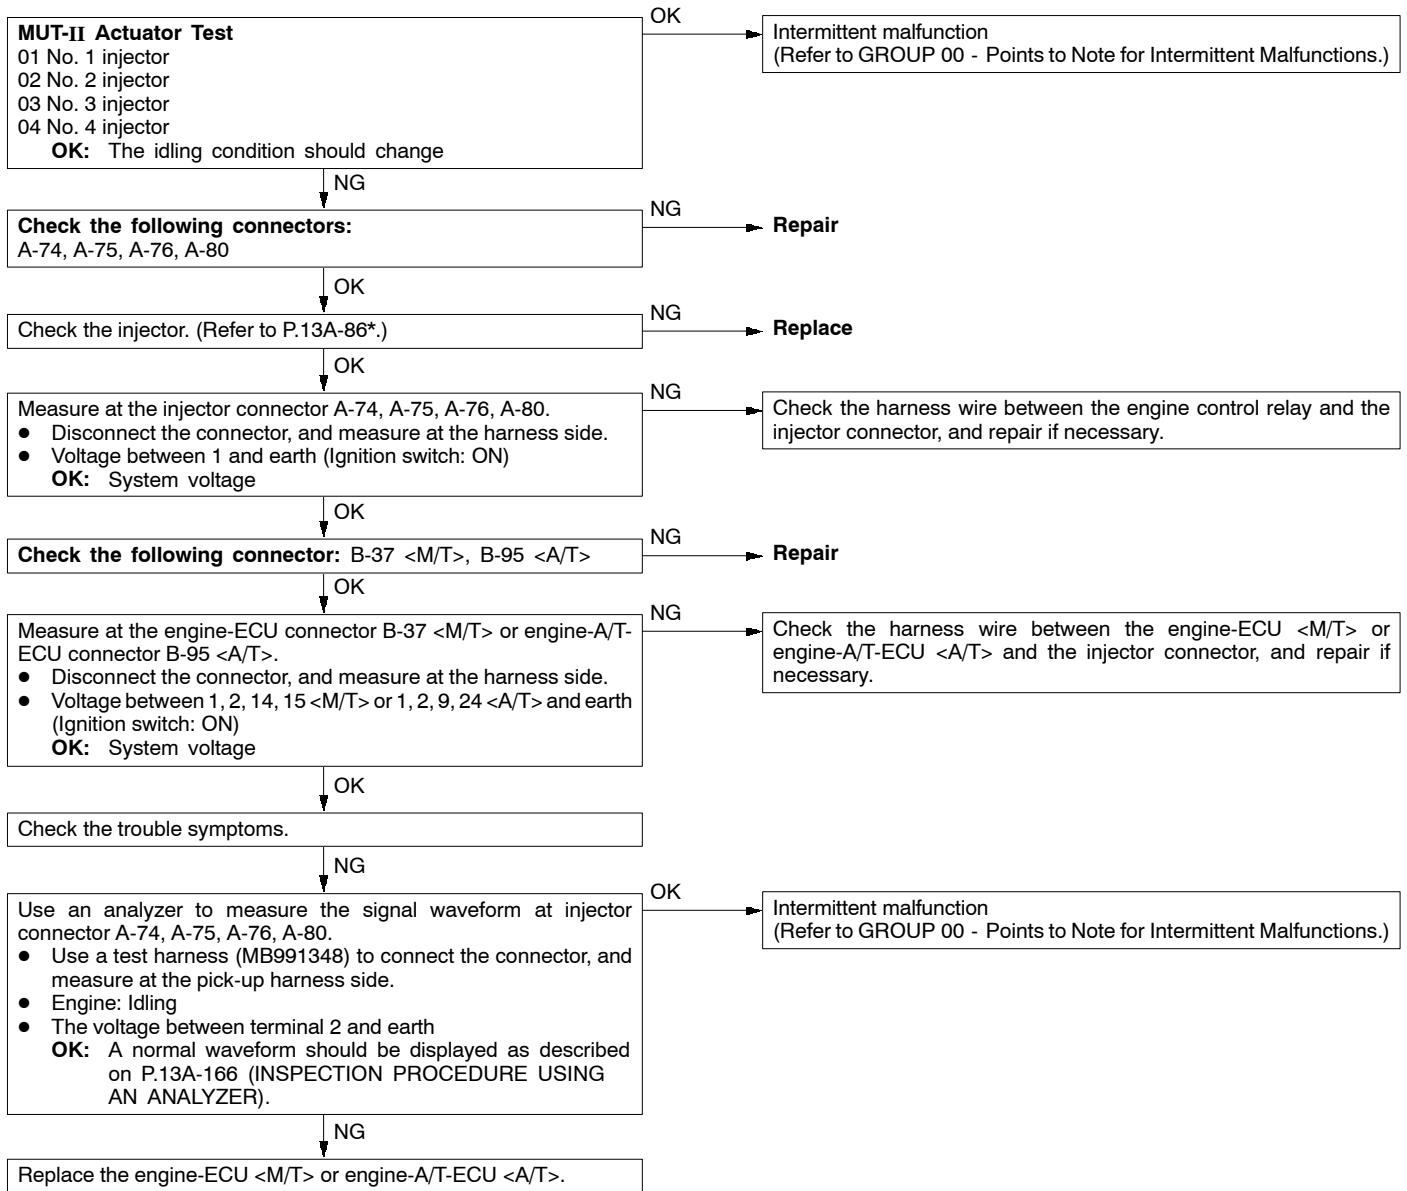 MUT-II Actuator Test
01 No. 1 injector
02 No. 2 injector
03 No. 3 injector
04 No. 4 injector
OK: The idling condition should change
OK
Intermittent malfunction
(Refer to GROUP 00 - Points to Note for Intermittent Malfunctions.)
NG
Check the following connectors:
A-74, A-75, A-76, A-80
NG
Repair
OK
Check the injector. (Refer to P.13A-86*.)
NG
Replace
OK
Measure at the injector connector A-74, A-75, A-76, A-80.
● Disconnect the connector, and measure at the harness side.
● Voltage between 1 and earth (Ignition switch: ON)
OK: System voltage
NG
Check the harness wire between the engine control relay and the
injector connector, and repair if necessary.
OK
Check the following connector: B-37 <M/T>, B-95 <A/T>
NG
Repair
OK
Measure at the engine-ECU connector B-37 <M/T> or engine-A/T-
ECU connector B-95 <A/T>.
● Disconnect the connector, and measure at the harness side.
● Voltage between 1, 2, 14, 15 <M/T> or 1, 2, 9, 24 <A/T> and earth
(Ignition switch: ON)
OK: System voltage
NG
Check the harness wire between the engine-ECU <M/T> or
engine-A/T-ECU <A/T> and the injector connector, and repair if
necessary.
OK
Check the trouble symptoms.
NG
Use an analyzer to measure the signal waveform at injector
connector A-74, A-75, A-76, A-80.
● Use a test harness (MB991348) to connect the connector, and
measure at the pick-up harness side.
● Engine: Idling
● The voltage between terminal 2 and earth
OK: A normal waveform should be displayed as described
on P.13A-166 (INSPECTION PROCEDURE USING
AN ANALYZER).
OK
Intermittent malfunction
(Refer to GROUP 00 - Points to Note for Intermittent Malfunctions.)
NG
Replace the engine-ECU <M/T> or engine-A/T-ECU <A/T>.